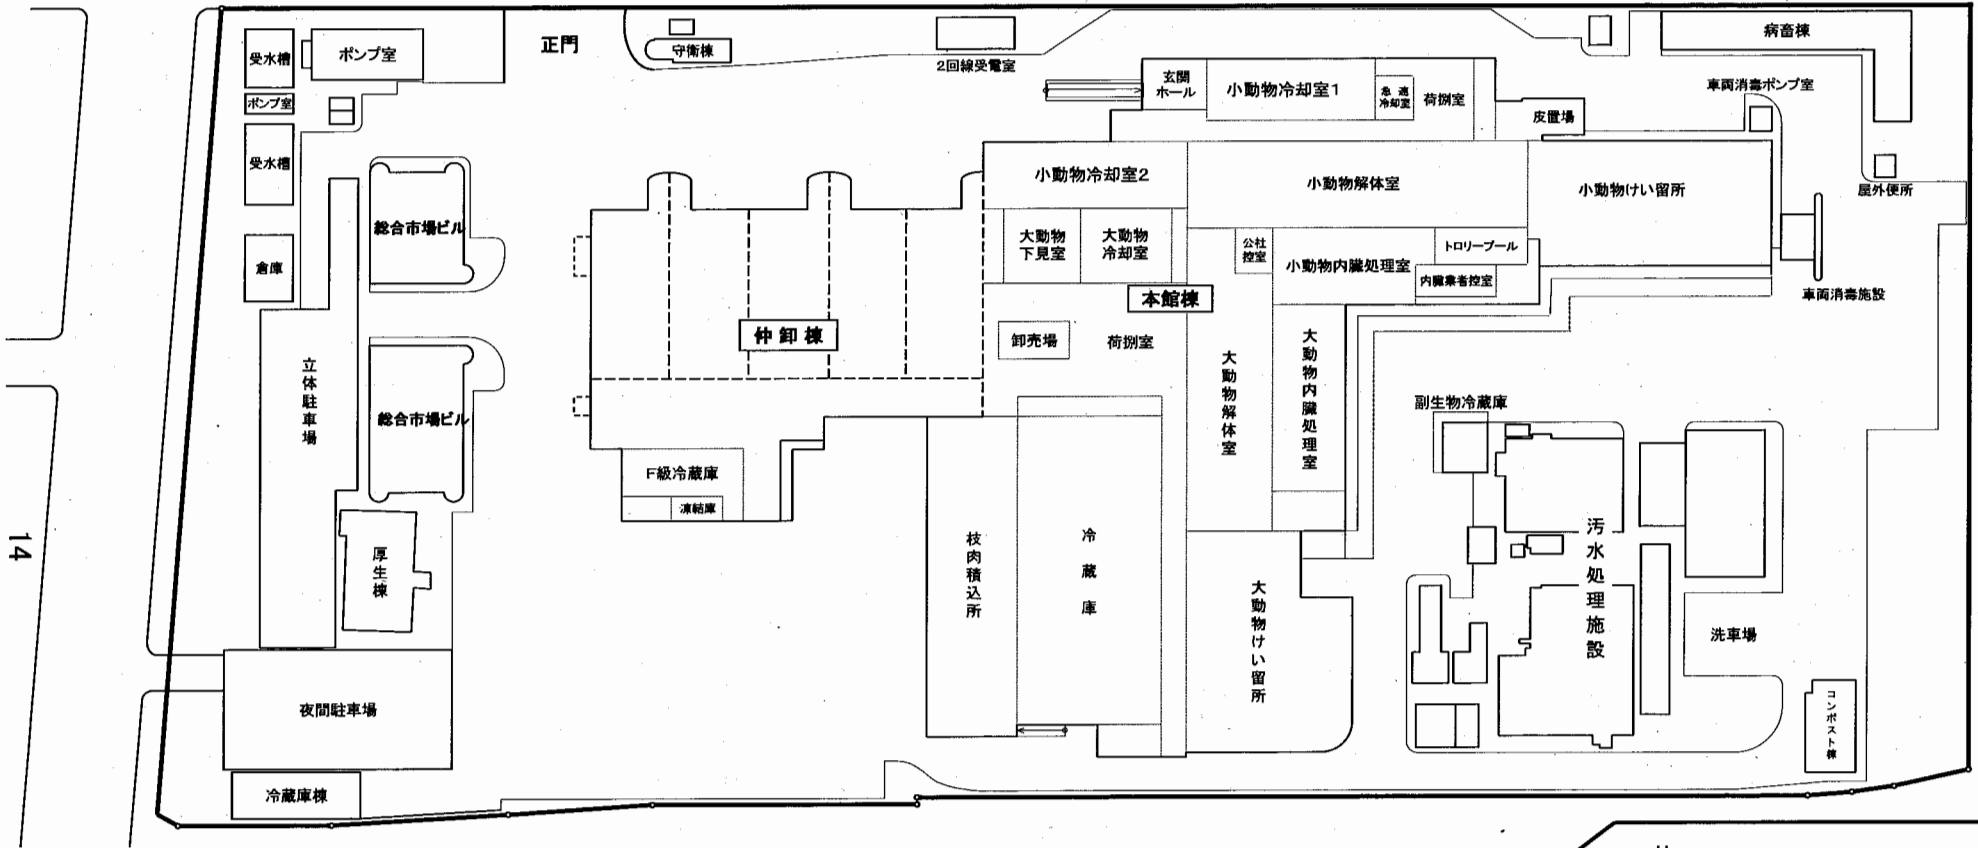 正門
守衛棟
2回線受電室
病畜棟
受水槽
ポンプ室
ポンプ室
受水槽
倉庫
玄関
ホール
小動物冷却室1
急速
冷却室
荷捌室
皮置場
車両消毒ポンプ室
屋外便所
車両消毒施設
総合市場ビル
総合市場ビル
小動物冷却室2
小動物解体室
小動物けい留所
大動物
下見室
大動物
冷却室
公社
控室
小動物内臓処理室
トロリープール
内臓業者控室
本館棟
仲卸棟
卸売場
荷捌室
立体駐車場
大動物解体室
大動物内臓処理室
副生物冷蔵庫
F級冷蔵庫
凍結庫
厚生棟
枝肉積込所
冷蔵庫
大動物けい留所
汚水処理施設
洗車場
コンポスト棟
夜間駐車場
冷蔵庫棟
14